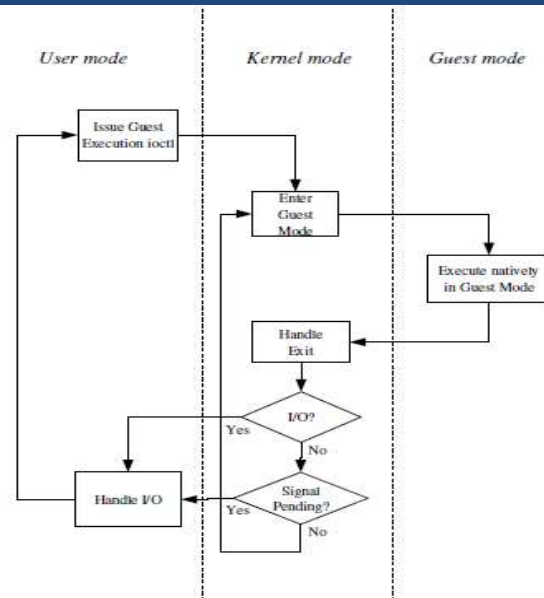 User mode
Kernel mode
Guest mode
Issue Guest
Execution ioctl
Enter
Guest
Mode
Execute natively
in Guest Mode
Handle
Exit
I/O?
Yes
No
Handle I/O
Signal
Pending?
Yes
No